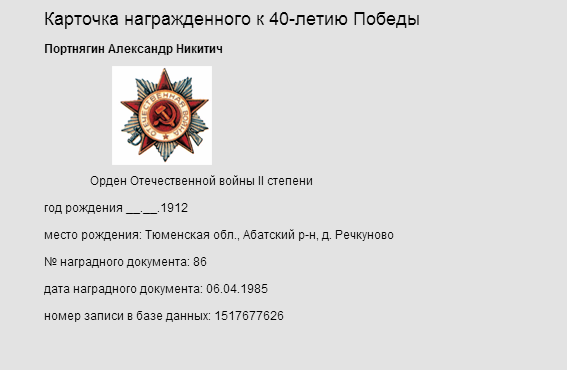 Карточка награжденного к 40-летию Победы
Портнягин Александр Никитич
ОТЕЧЕСТВЕННАЯ ВОЙНА
Орден Отечественной войны II степени
год рождения __.__.1912
место рождения: Тюменская обл., Абатский р-н, д. Речкуново
№ наградного документа: 86
дата наградного документа: 06.04.1985
номер записи в базе данных: 1517677626